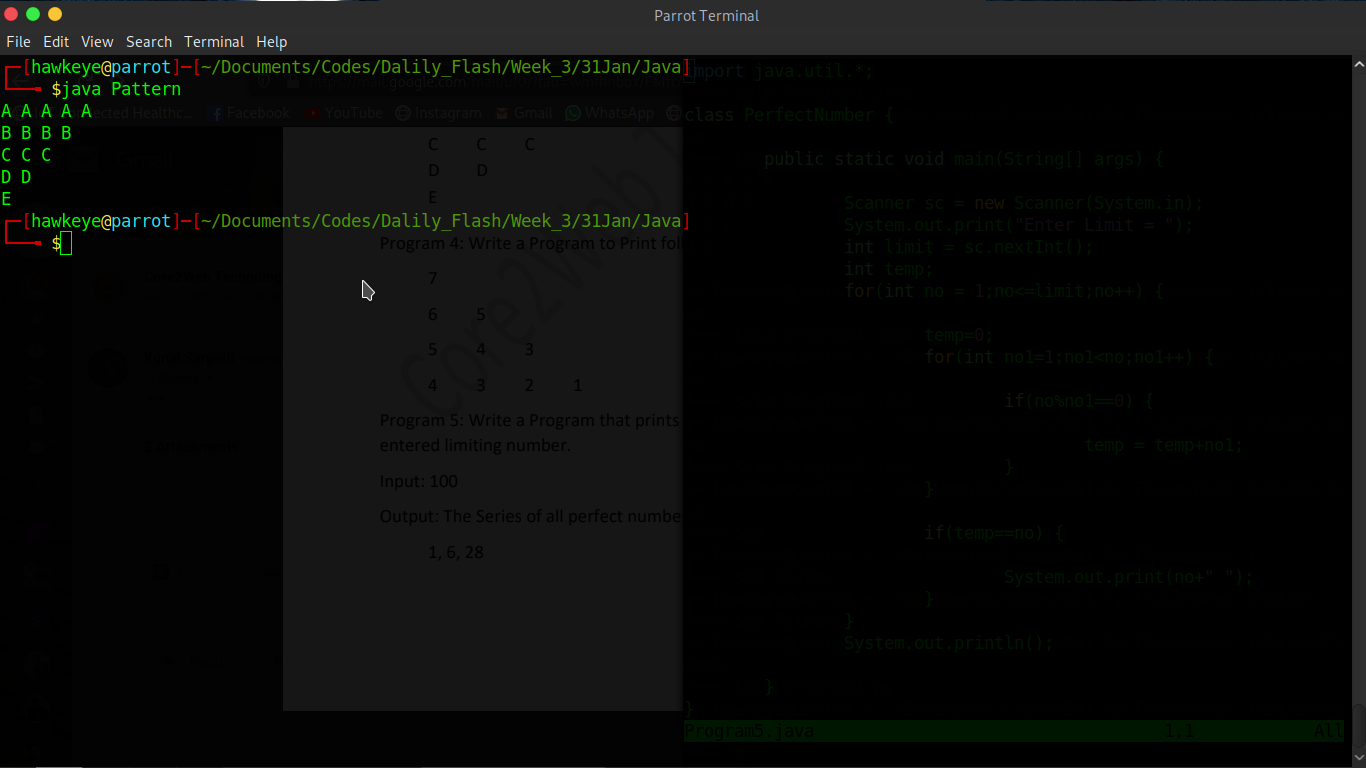 Parrot Terminal
File Edit View Search Terminal Help
┌─[hawkeye@parrot]─[~/Documents/Codes/Dalily_Flash/Week_3/31Jan/Java]
└──╼ $java Pattern
A A A A A
B B B B
C C C
D D
E
┌─[hawkeye@parrot]─[~/Documents/Codes/Dalily_Flash/Week_3/31Jan/Java]
└──╼ $
Facebook YouTube Instagram Gmail WhatsApp
C C C
D D
E
Program 4: Write a Program to Print
7
6 5
5 4 3
4 3 2 1
Program 5: Write a Program that prints
entered limiting number.
Input: 100
Output: The Series of all perfect
1, 6, 28
Core2Web
import java.util.*;
class PerfectNumber {
public static void main(String[] args) {
Scanner sc = new Scanner(System.in);
System.out.print("Enter Limit = ");
int limit = sc.nextInt();
int temp;
for(int no = 1;no<=limit;no++) {
temp=0;
for(int no1=1;no1<no;no1++) {
if(no%no1==0) {
temp = temp+no1;
}
}
if(temp==no) {
System.out.print(no+" ");
}
}
System.out.println();
}
}
Program5.java 1,1 All